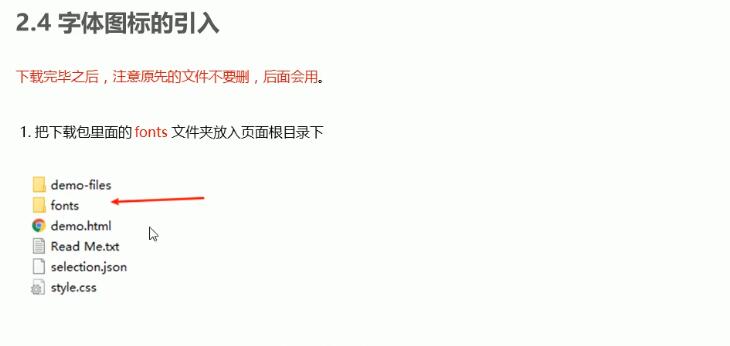 2.4 字体图标的引入
下载完毕之后，注意原先的文件不要删，后面会用。
1. 把下载包里面的 fonts 文件夹放入页面根目录下
demo-files
fonts
demo.html
Read Me.txt
selection.json
style.css